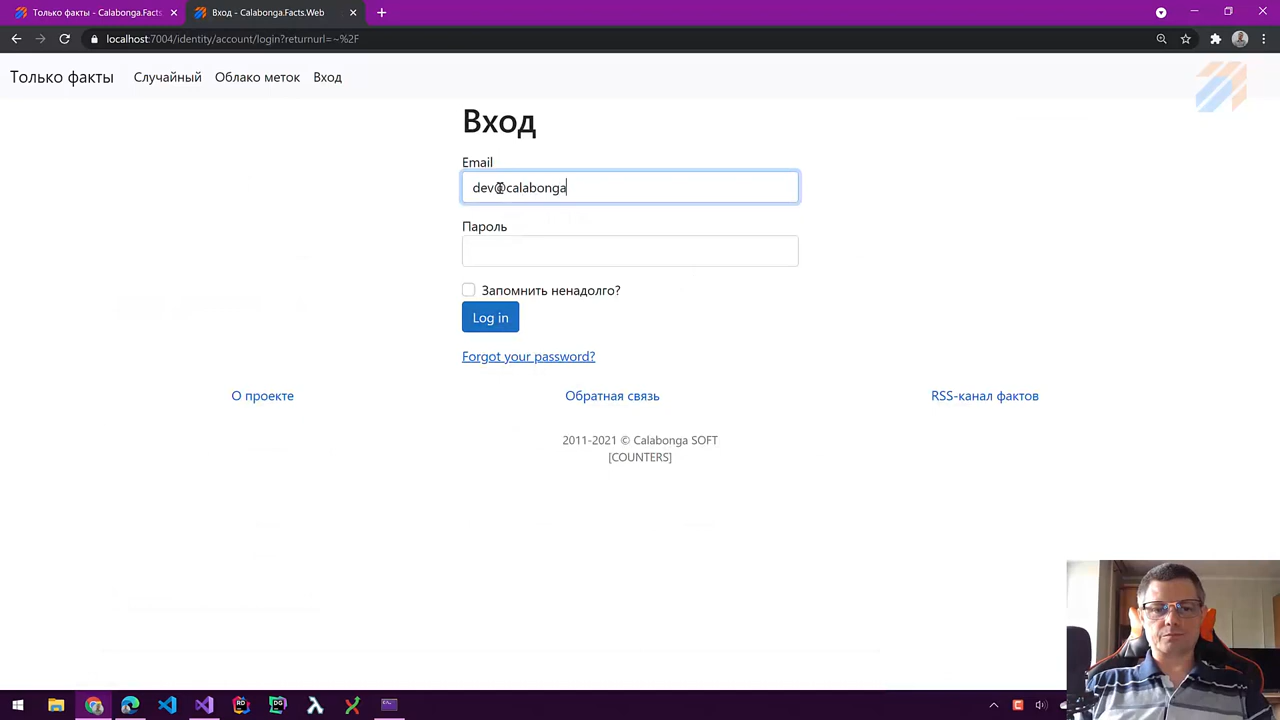 Только факты - Calabonga.Facts
Вход - Calabonga.Facts.Web
localhost:7004/identity/account/login?returnurl=~%2F
Только факты Случайный Облако меток Вход
Вход
Email
dev@calabonga
Пароль
Запомнить ненадолго?
Log in
Forgot your password?
О проекте Обратная связь RSS-канал фактов
2011-2021 © Calabonga SOFT
[COUNTERS]